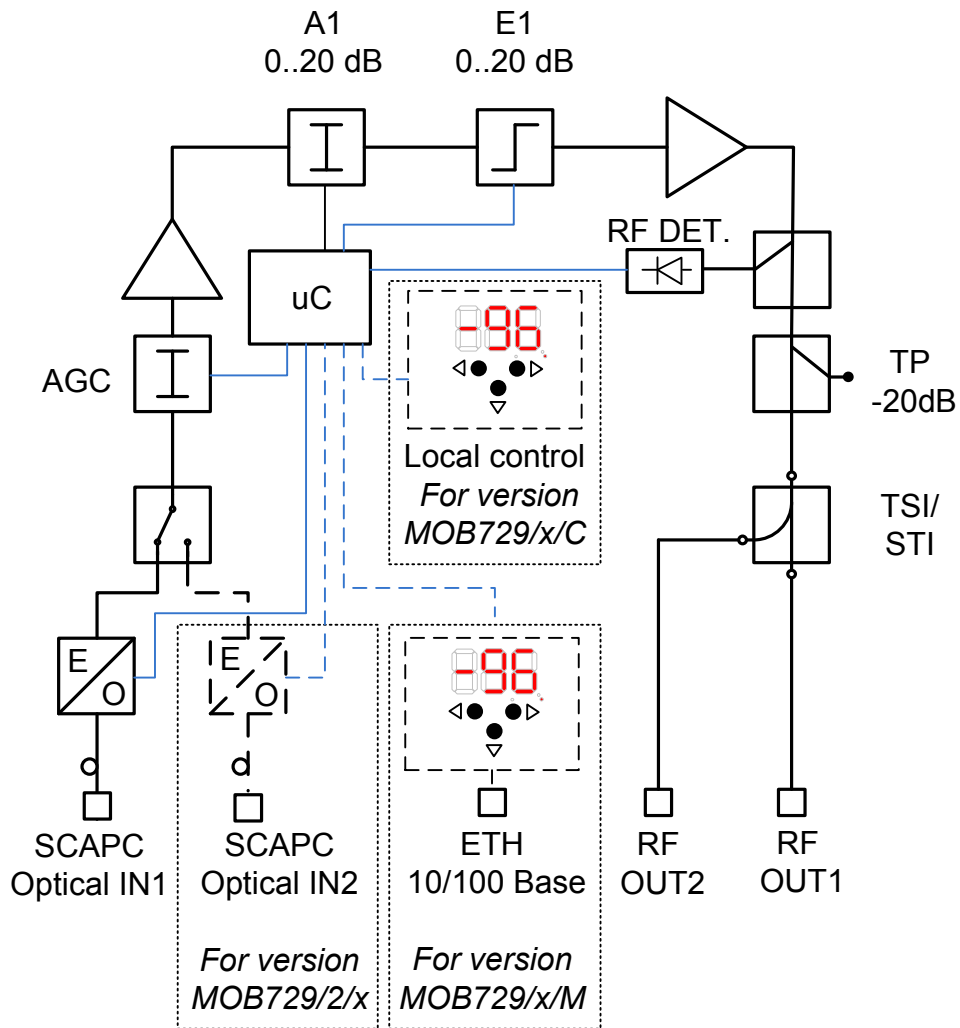 A1
0..20 dB
E1
0..20 dB
RF DET.
uC
-96
AGC
TP
-20dB
Local control
For version
MOB729/x/C
TSI/
STI
E
O
E
O
-96
SCAPC
Optical IN1
SCAPC
Optical IN2
ETH
10/100 Base
RF
OUT2
RF
OUT1
For version
MOB729/2/x
For version
MOB729/x/M